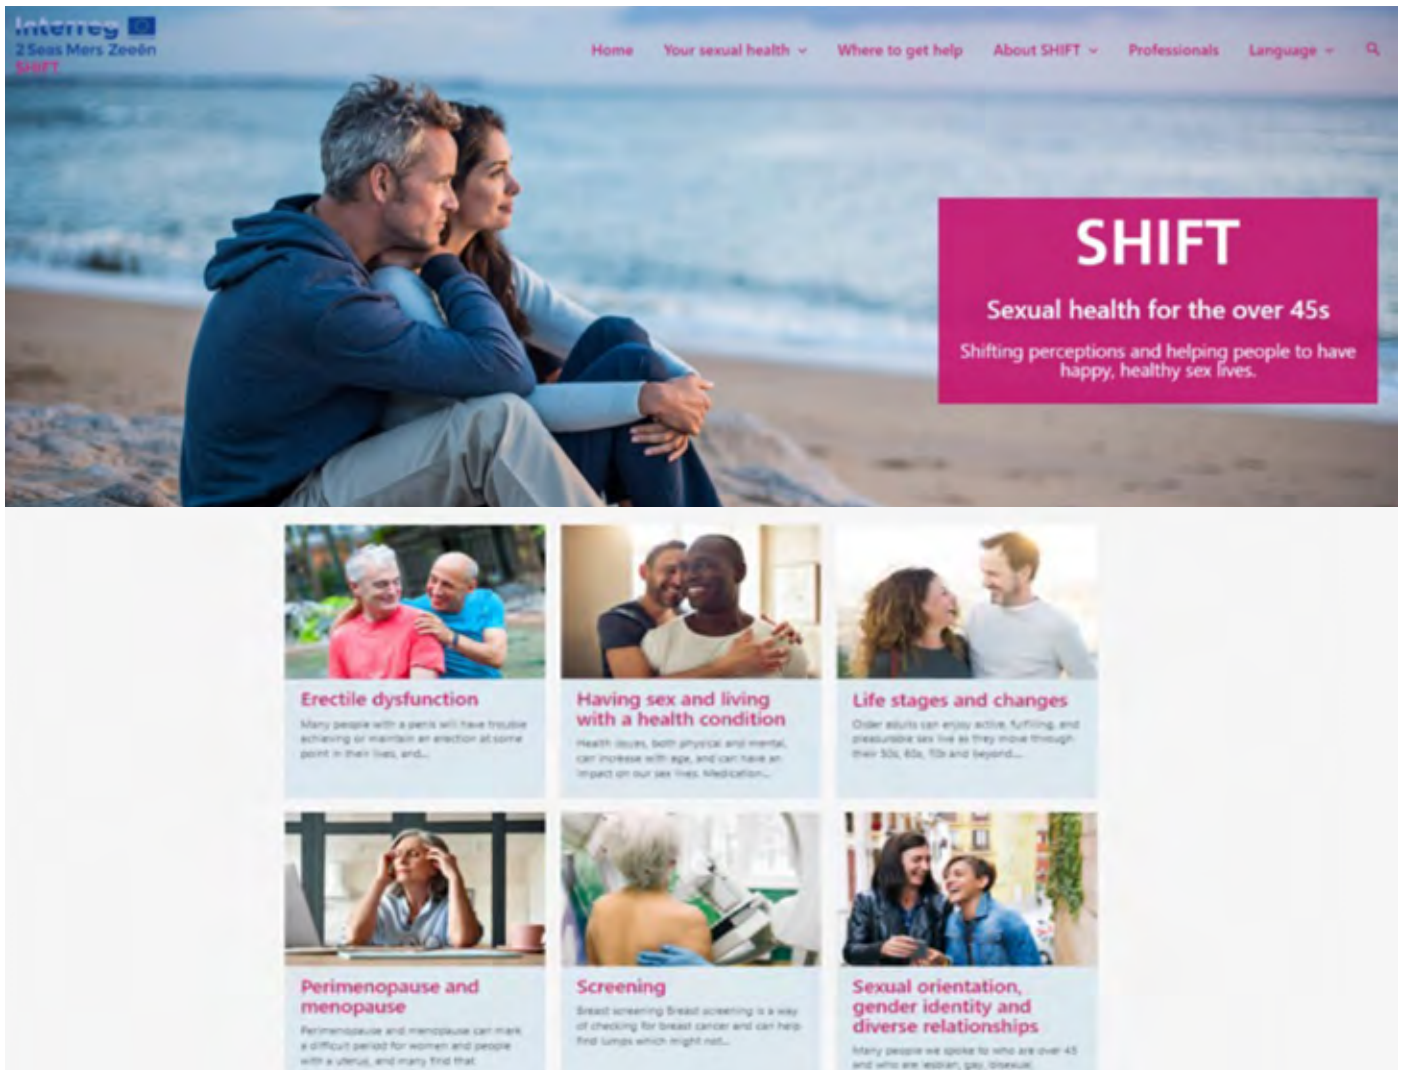 Interreg
2 Seas Mers Zeeën
SHIFT
Home Your sexual health Where to get help About SHIFT Professionals Language
SHIFT
Sexual health for the over 45s
Shifting perceptions and helping people to have
happy, healthy sex lives.
Erectile dysfunction
Many people with a penis will have trouble
achieving or maintain an erection at some
point in their lives, and...
Having sex and living
with a health condition
Health issues, both physical and mental,
can increase with age, and can have an
impact on our sex lives. Medication...
Life stages and changes
Older adults can enjoy active, fulfilling, and
pleasurable sex live as they move through
their 50s, 60s, 70s and beyond...
Perimenopause and
menopause
Perimenopause and menopause can mark
a difficult period for women and people
with a uterus, and many find that
Screening
Breast screening Breast screening is a way
of checking for breast cancer and can help
find lumps which might not...
Sexual orientation,
gender identity and
diverse relationships
Many people we spoke to who are over 45
and who are lesbian, gay, bisexual,